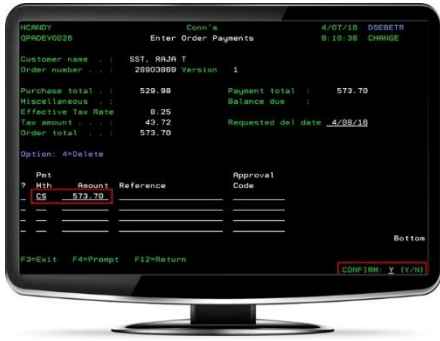 HCANDY Conn's 4/07/16 DSEBETR
QPADEV0026 Enter Order Payments 9:10:38 CHANGE
Customer name . : SST, RAJA T
Order number . . : 20903869 Version 1
Purchase total . : 529.98 Payment total : 573.70
Miscellaneous . : Balance due :
Effective Tax Rate 8.25
Tax amount . . . : 43.72 Requested del date 4/08/16
Order total . . : 573.70
Option: 4=Delete
Pmt Approval
? Mth Amount Reference Code
CS 573.70
Bottom
F3=Exit F4=Prompt F12=Return
CONFIRM: Y (Y/N)